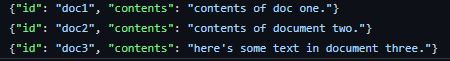 {"id": "doc1", "contents": "contents of doc one."}
{"id": "doc2", "contents": "contents of document two."}
{"id": "doc3", "contents": "here's some text in document three."}